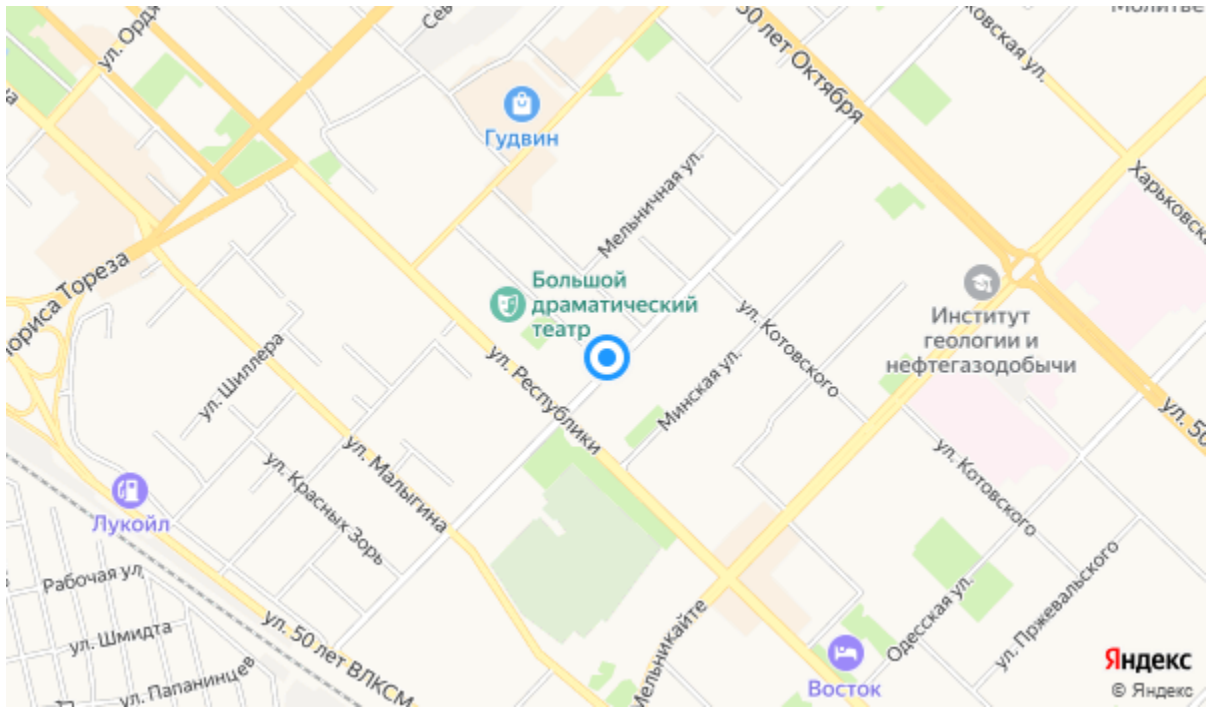 ул. Ордж
Сев
50 лет Октября
ковская ул.
Молитве
на
Гудвин
Мельничная ул.
Харьковска
Бориса Тореза
Большой
драматический
театр
Институт
геологии и
нефтегазодобычи
ул. Котовского
ул. Шиллера
ул. Республики
Минская ул.
ул. 50
ул. Малыгина
ул. Красных Зорь
ул. Котовского
Лукойл
Рабочая ул
ул. Шмидта
ул. Папанинцев
ул. 50 лет ВЛКСМ
Мельникайте
Восток
Одесская ул.
ул. Пржевальского
Яндекс
© Яндекс